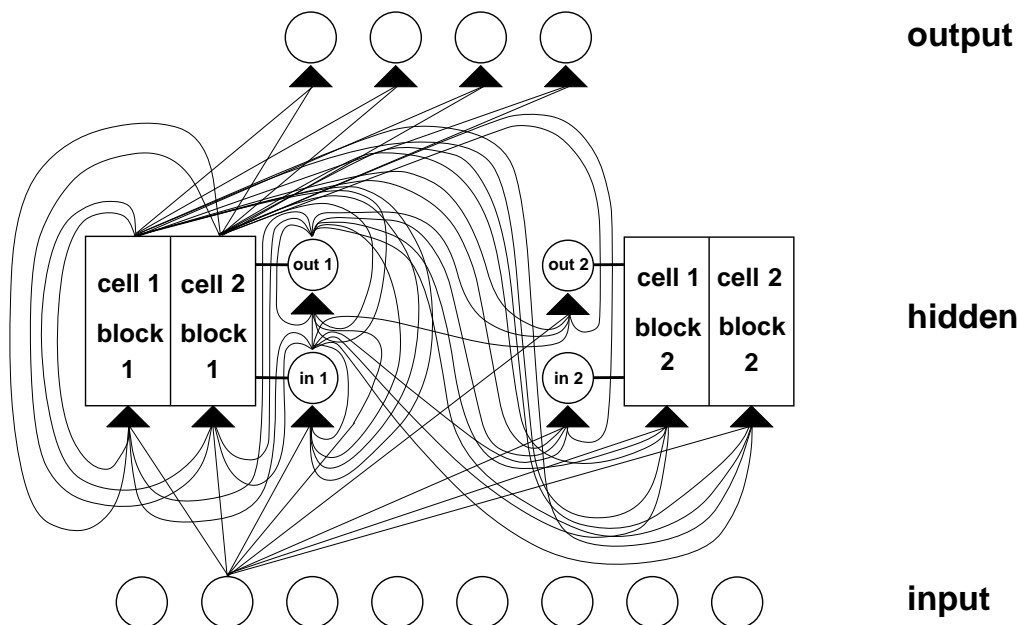 output
out 1
out 2
cell 1
cell 2
block
block
1
1
cell 1
cell 2
block
block
2
2
hidden
in 1
in 2
input